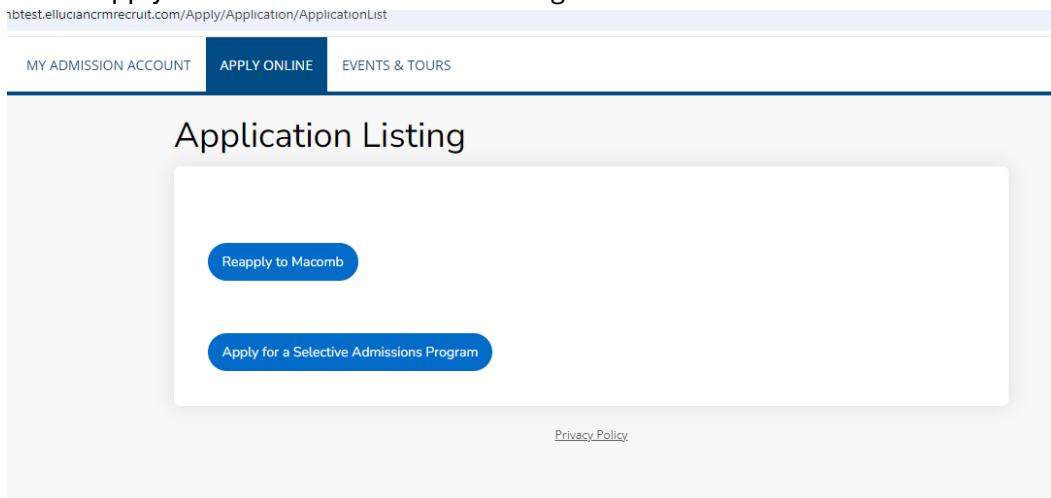 nbtest.elluciancrmrecruit.com/Apply/Application/ApplicationList
MY ADMISSION ACCOUNT APPLY ONLINE EVENTS & TOURS
Application Listing
Reapply to Macomb
Apply for a Selective Admissions Program
Privacy Policy